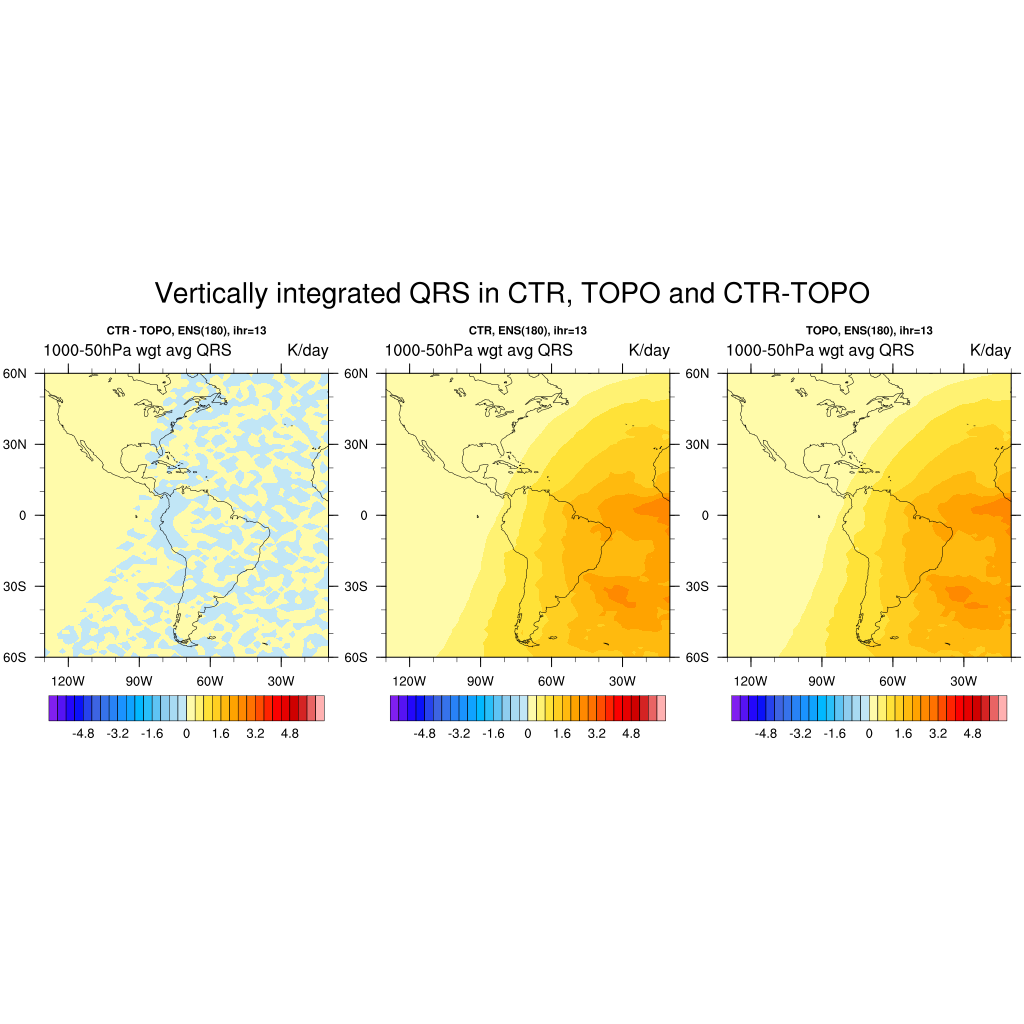 Vertically integrated QRS in CTR, TOPO and CTR-TOPO
CTR - TOPO, ENS(180), ihr=13
1000-50hPa wgt avg QRS K/day
60N
30N
0
30S
60S
120W 90W 60W 30W
-4.8 -3.2 -1.6 0 1.6 3.2 4.8
CTR, ENS(180), ihr=13
1000-50hPa wgt avg QRS K/day
60N
30N
0
30S
60S
120W 90W 60W 30W
-4.8 -3.2 -1.6 0 1.6 3.2 4.8
TOPO, ENS(180), ihr=13
1000-50hPa wgt avg QRS K/day
60N
30N
0
30S
60S
120W 90W 60W 30W
-4.8 -3.2 -1.6 0 1.6 3.2 4.8